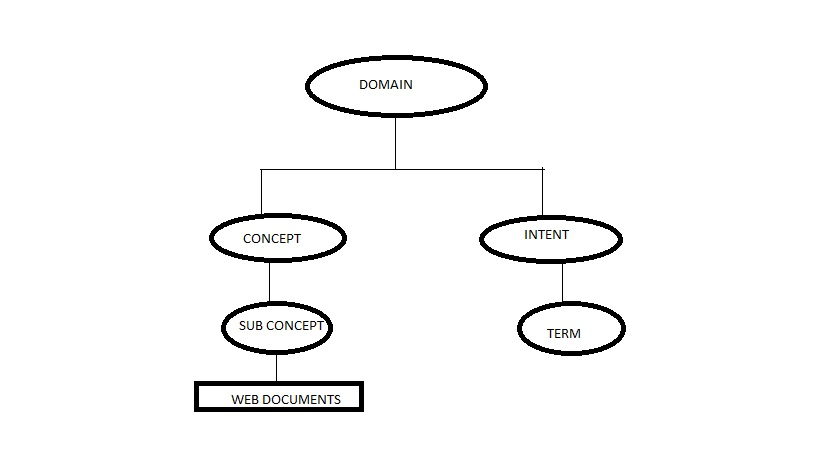 DOMAIN
CONCEPT
INTENT
SUB CONCEPT
TERM
WEB DOCUMENTS